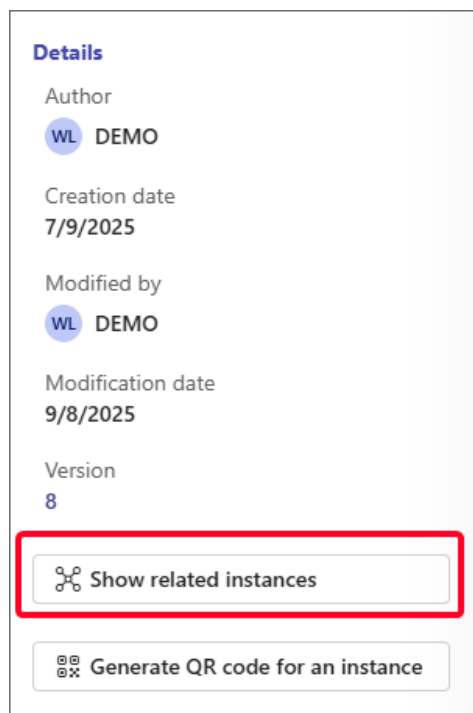 Details
Author
WL DEMO
Creation date
7/9/2025
Modified by
WL DEMO
Modification date
9/8/2025
Version
8
Show related instances
Generate QR code for an instance